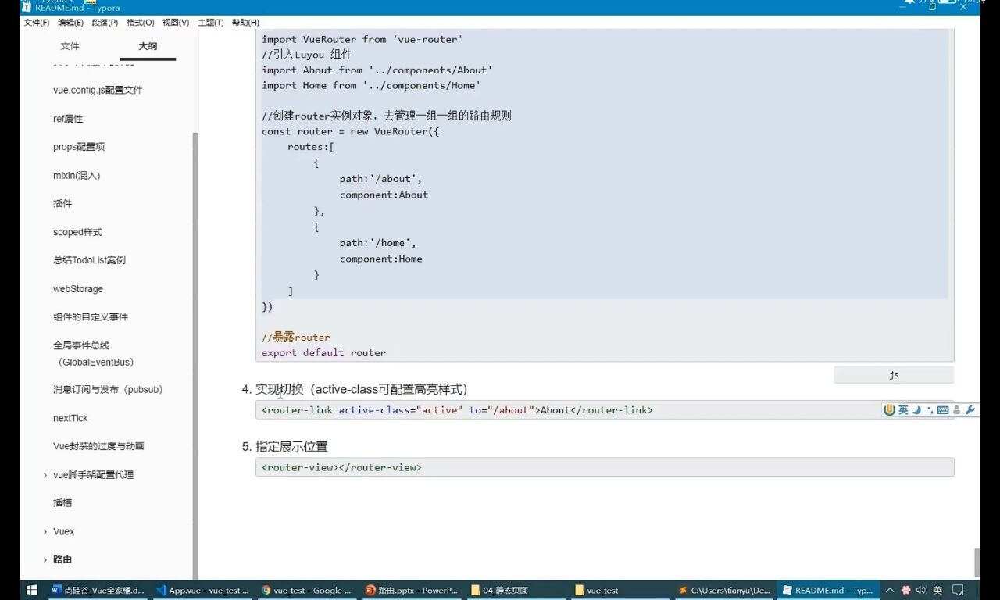 README.md - Typora
文件(F) 编辑(E) 段落(P) 格式(O) 视图(V) 主题(T) 帮助(H)
文件 大纲
vue.config.js配置文件
ref属性
props配置项
mixin(混入)
插件
scoped样式
总结TodoList案例
webStorage
组件的自定义事件
全局事件总线
（GlobalEventBus）
消息订阅与发布（pubsub）
nextTick
Vue封装的过度与动画
vue脚手架配置代理
插槽
Vuex
路由
import VueRouter from 'vue-router'
//引入Luyou 组件
import About from '../components/About'
import Home from '../components/Home'
//创建router实例对象，去管理一组一组的路由规则
const router = new VueRouter({
routes:[
{
path:'/about',
component:About
},
{
path:'/home',
component:Home
}
]
})
//暴露router
export default router
js
4. 实现切换（active-class可配置高亮样式）
<router-link active-class="active" to="/about">About</router-link>
英
5. 指定展示位置
<router-view></router-view>
尚硅谷_Vue全家桶.d... App.vue - vue_test ... vue_test - Google ... 路由.pptx - PowerP... 04_静态页面 vue_test C:\Users\tianyu\De... README.md - Typ... 英